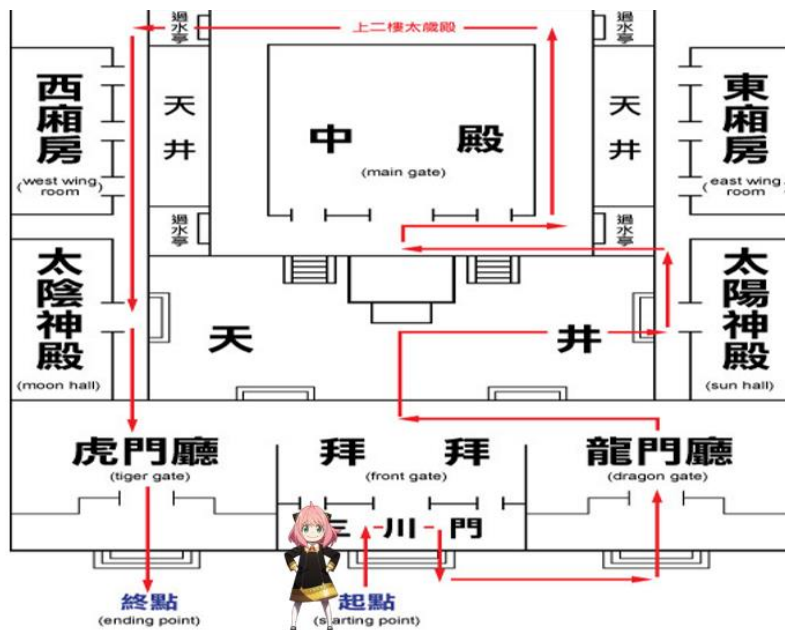 過水亭
上二樓太歲殿
過水亭
西廂房
(west wing room)
天井
中殿
(main gate)
天井
東廂房
(east wing room)
過水亭
過水亭
太陰神殿
(moon hall)
天井
太陽神殿
(sun hall)
虎門廳
(tiger gate)
拜拜
(front gate)
龍門廳
(dragon gate)
三川門
終點
(ending point)
起點
(starting point)